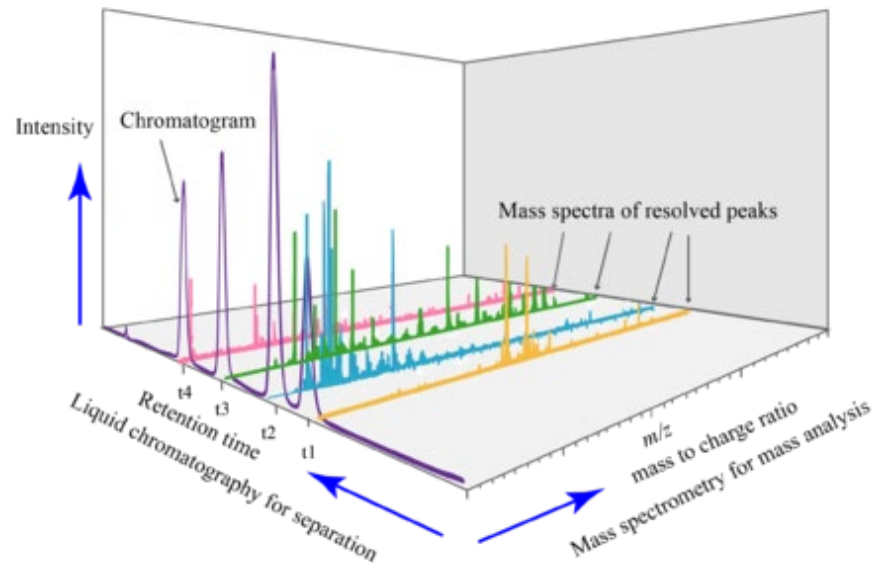 Intensity
Chromatogram
Mass spectra of resolved peaks
t4
t3
t2
t1
Retention time
Liquid chromatography for separation
m/z
mass to charge ratio
Mass spectrometry for mass analysis